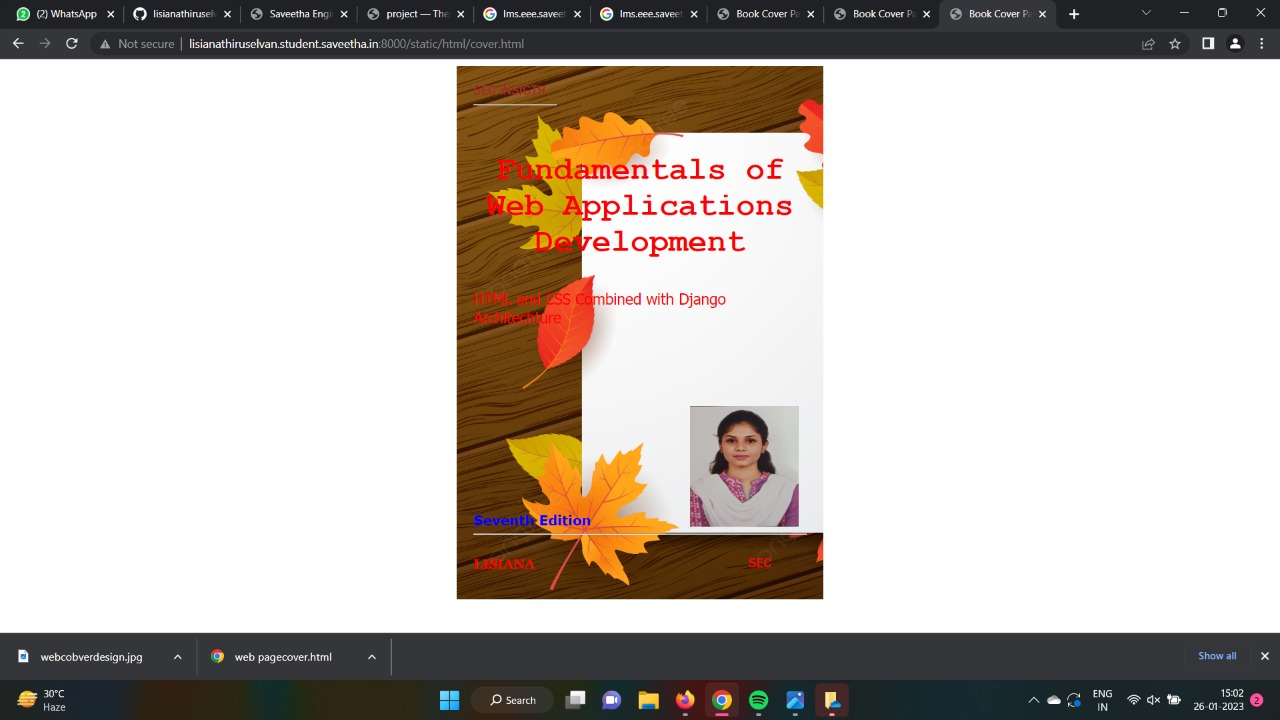 (2) WhatsApp
lisianathiruselv
Saveetha Engi
project — The
lms.eee.saveet
lms.eee.saveet
Book Cover Pa
Book Cover Pa
Book Cover Pa
Not secure | lisianathiruselvan.student.saveetha.in:8000/static/html/cover.html
Fundamentals of
Web Applications
Development
HTML and CSS Combined with Django
Architechture
Seventh Edition
LISIANA
SEC
webcobverdesign.jpg
web pagecover.html
Show all
30°C
Haze
Search
ENG
IN
15:02
26-01-2023
2